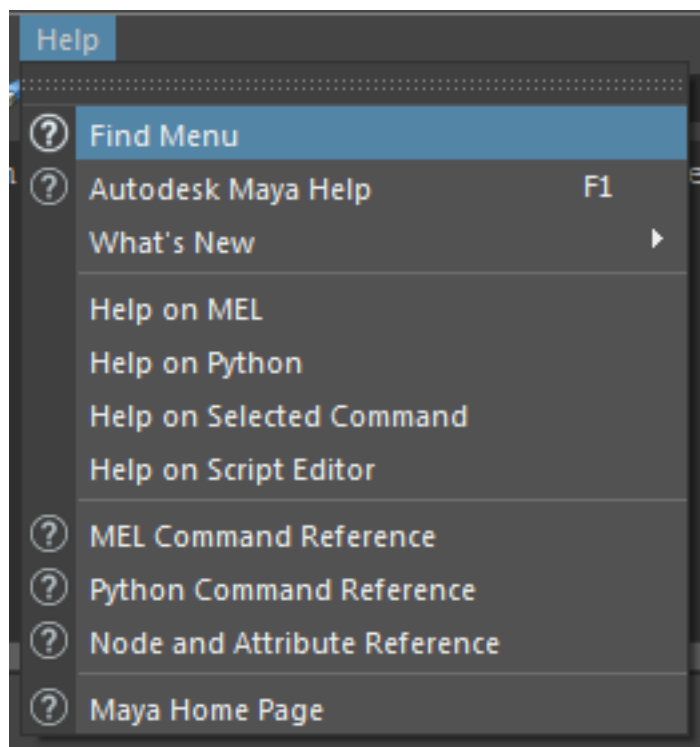 Help
Find Menu
Autodesk Maya Help F1
What's New
Help on MEL
Help on Python
Help on Selected Command
Help on Script Editor
MEL Command Reference
Python Command Reference
Node and Attribute Reference
Maya Home Page